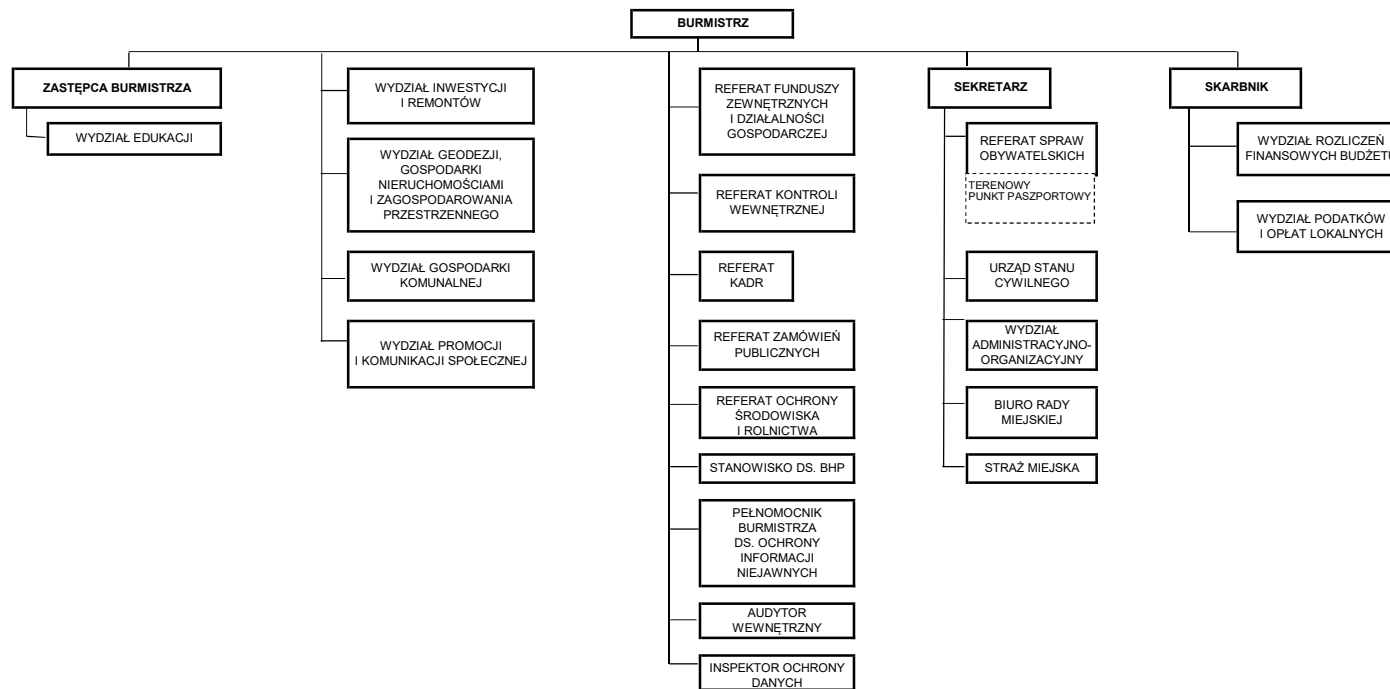 BURMISTRZ
ZASTĘPCA BURMISTRZA
WYDZIAŁ EDUKACJI
WYDZIAŁ INWESTYCJI
I REMONTÓW
WYDZIAŁ GEODEZJI,
GOSPODARKI
NIERUCHOMOŚCIAMI
I ZAGOSPODAROWANIA
PRZESTRZENNEGO
WYDZIAŁ GOSPODARKI
KOMUNALNEJ
WYDZIAŁ PROMOCJI
I KOMUNIKACJI SPOŁECZNEJ
REFERAT FUNDUSZY
ZEWNĘTRZNYCH
I DZIAŁALNOŚCI
GOSPODARCZEJ
REFERAT KONTROLI
WEWNĘTRZNEJ
REFERAT
KADR
REFERAT ZAMÓWIEŃ
PUBLICZNYCH
REFERAT OCHRONY
ŚRODOWISKA
I ROLNICTWA
STANOWISKO DS. BHP
PEŁNOMOCNIK
BURMISTRZA
DS. OCHRONY
INFORMACJI
NIEJAWNYCH
AUDYTOR
WEWNĘTRZNY
INSPEKTOR OCHRONY
DANYCH
SEKRETARZ
REFERAT SPRAW
OBYWATELSKICH
TERENOWY
PUNKT PASZPORTOWY
URZĄD STANU
CYWILNEGO
WYDZIAŁ
ADMINISTRACYJNO-
ORGANIZACYJNY
BIURO RADY
MIEJSKIEJ
STRAŻ MIEJSKA
SKARBNIK
WYDZIAŁ ROZLICZEŃ
FINANSOWYCH BUDŻETU
WYDZIAŁ PODATKÓW
I OPŁAT LOKALNYCH